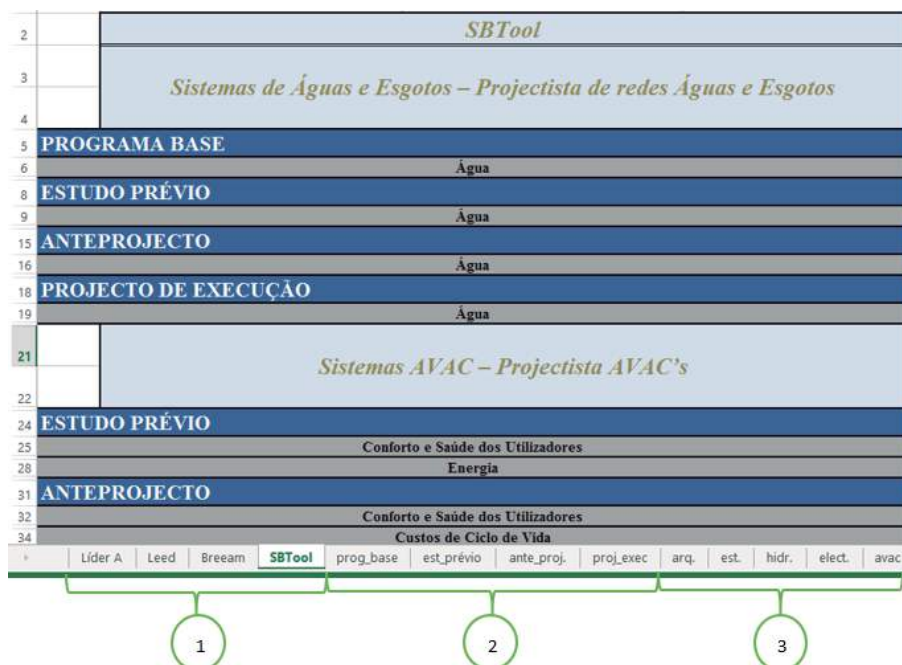 2 SBTool
3 Sistemas de Águas e Esgotos – Projectista de redes Águas e Esgotos
4
5 PROGRAMA BASE
6 Água
8 ESTUDO PRÉVIO
9 Água
15 ANTEPROJECTO
16 Água
18 PROJECTO DE EXECUÇÃO
19 Água
21 Sistemas AVAC – Projectista AVAC's
22
24 ESTUDO PRÉVIO
25 Conforto e Saúde dos Utilizadores
28 Energia
31 ANTEPROJECTO
32 Conforto e Saúde dos Utilizadores
34 Custos de Ciclo de Vida
Líder A Leed Breeam SBTool prog_base est_prévio ante_proj. proj_exec arq. est. hidr. elect. avac
1 2 3